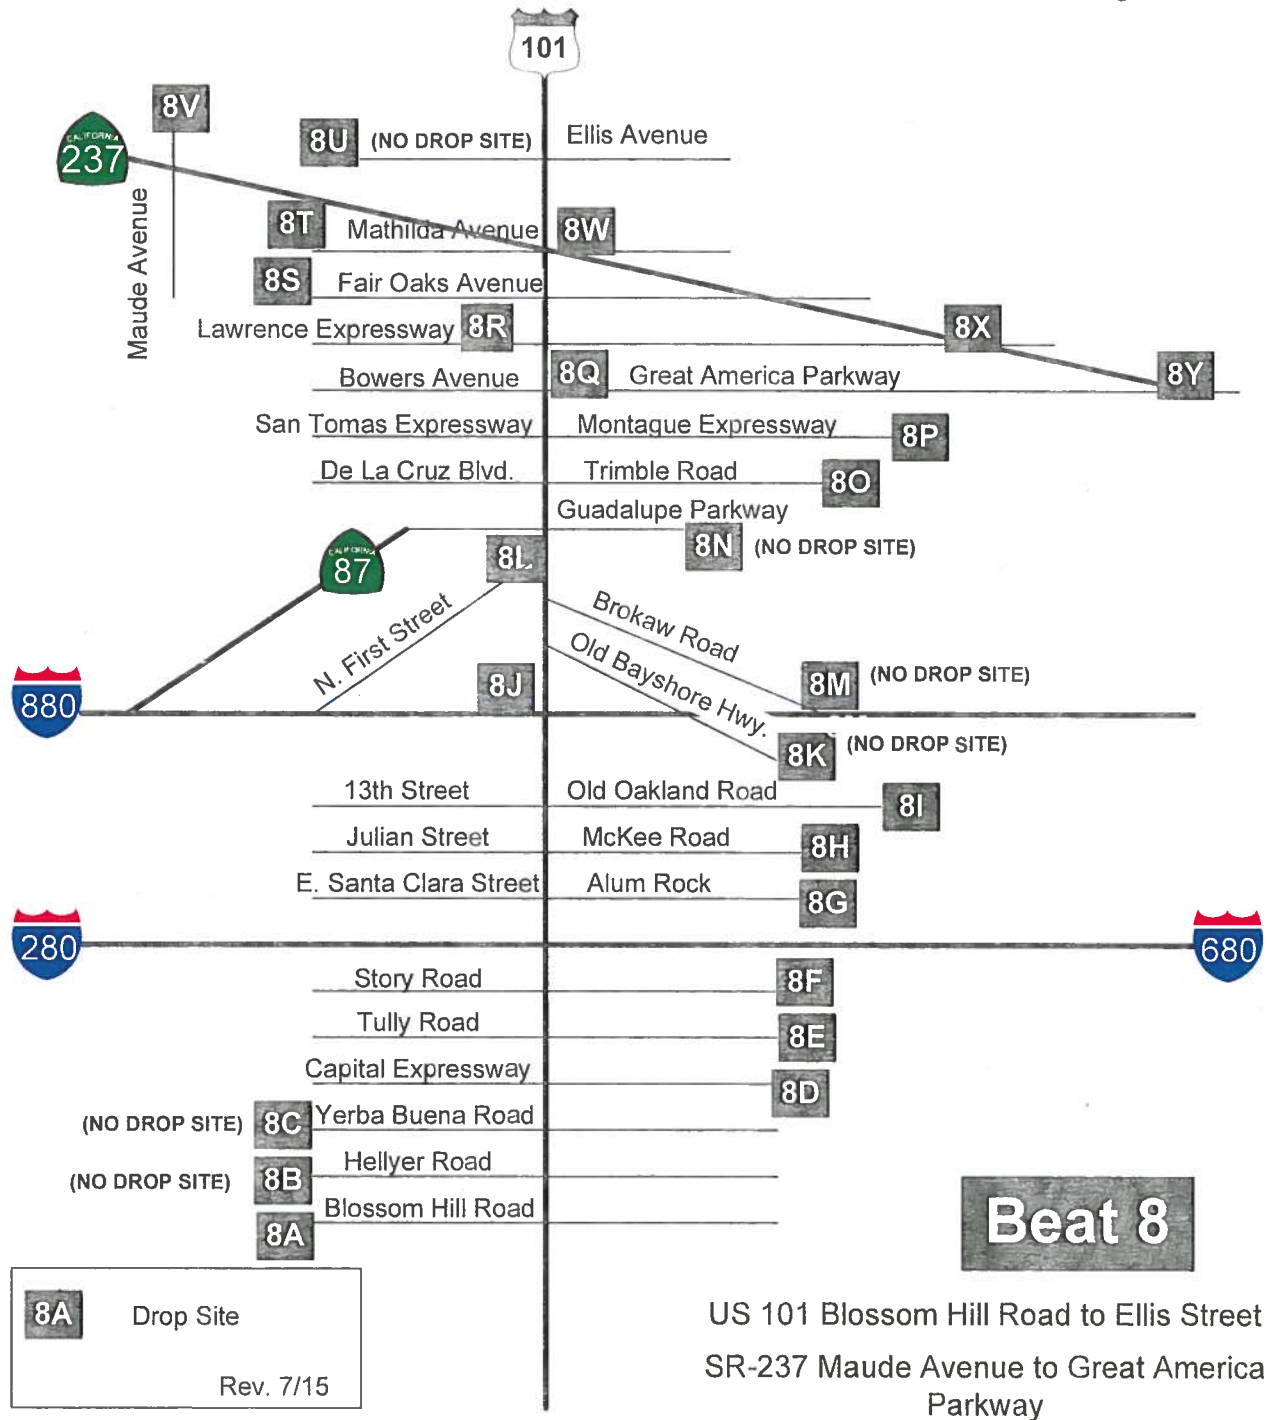 101
8V
CALIFORNIA
237
8U (NO DROP SITE) Ellis Avenue
Maude Avenue
8T Mathilda Avenue 8W
8S Fair Oaks Avenue
Lawrence Expressway 8R 8X
Bowers Avenue 8Q Great America Parkway 8Y
San Tomas Expressway Montague Expressway 8P
De La Cruz Blvd. Trimble Road 8O
Guadalupe Parkway
8N (NO DROP SITE)
CALIFORNIA
87
8L
N. First Street
Brokaw Road
Old Bayshore Hwy.
8J
8M (NO DROP SITE)
880
8K (NO DROP SITE)
13th Street Old Oakland Road 8I
Julian Street McKee Road 8H
E. Santa Clara Street Alum Rock 8G
280 680
Story Road 8F
Tully Road 8E
Capital Expressway 8D
(NO DROP SITE) 8C Yerba Buena Road
(NO DROP SITE) 8B Hellyer Road
8A Blossom Hill Road
Beat 8
8A Drop Site
Rev. 7/15
US 101 Blossom Hill Road to Ellis Street
SR-237 Maude Avenue to Great America
Parkway